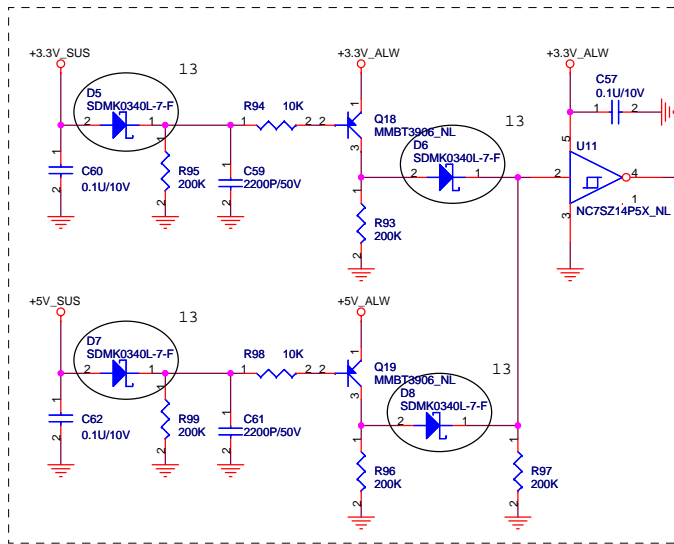 +3.3V_SUS
13
+3.3V_ALW
+3.3V_ALW
D5
SDMK0340L-7-F
2
1
R94
10K
1
2
2
1
3
Q18
MMBT3906_NL
13
C57
0.1U/10V
1
2
1
2
C60
0.1U/10V
1
2
R95
200K
1
2
C59
2200P/50V
D6
SDMK0340L-7-F
2
1
1
2
R93
200K
5
U11
2
4
3
1
NC7SZ14P5X_NL
+5V_SUS
13
+5V_ALW
D7
SDMK0340L-7-F
2
1
R98
10K
1
2
2
1
3
Q19
MMBT3906_NL
13
1
2
C62
0.1U/10V
1
2
R99
200K
1
2
C61
2200P/50V
D8
SDMK0340L-7-F
2
1
1
2
R96
200K
1
2
R97
200K